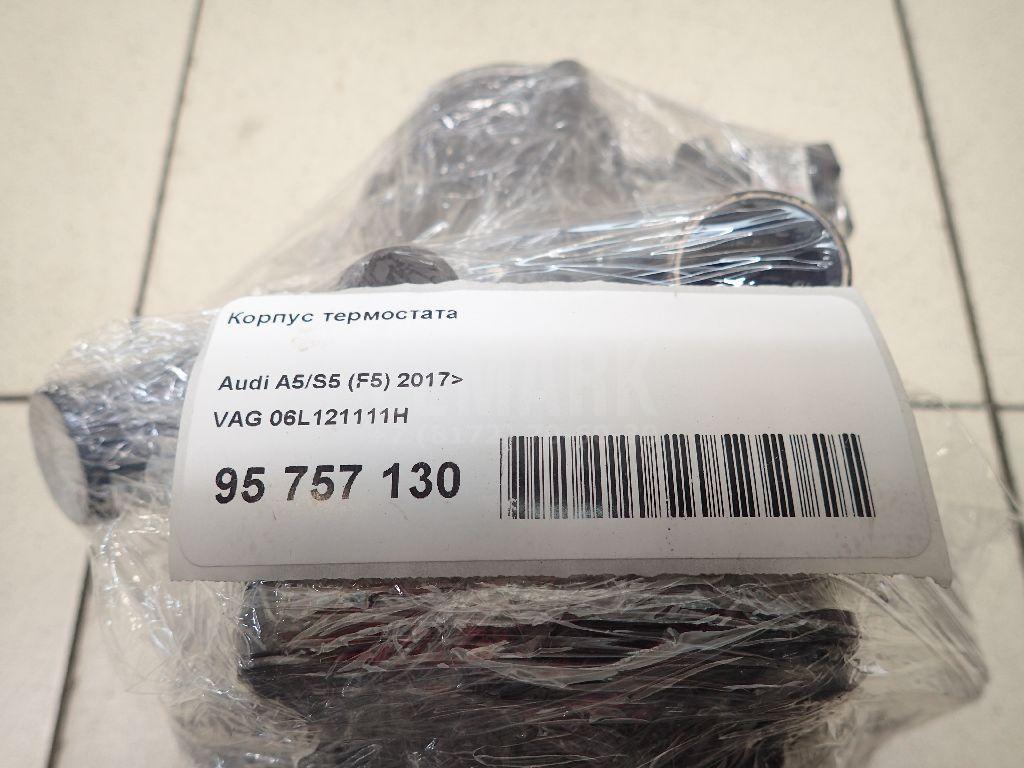 Корпус термостата
Audi A5/S5 (F5) 2017>
VAG 06L121111H
95 757 130